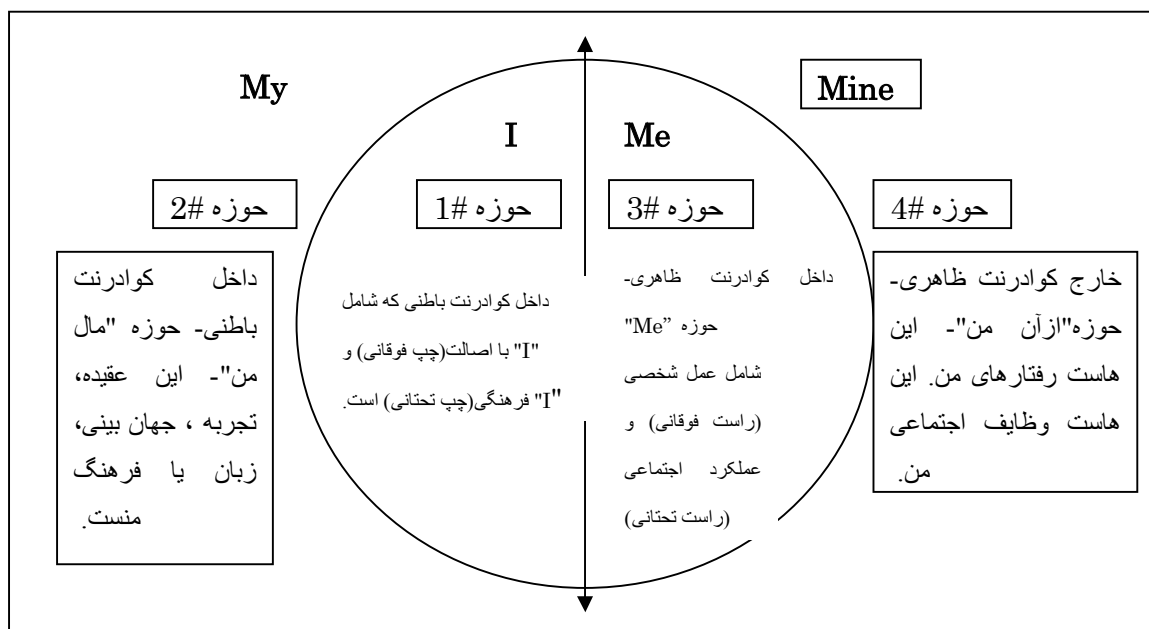 My
Mine
I
Me
حوزه #2
حوزه #1
حوزه #3
حوزه #4
داخل کوادرنت
باطنی- حوزه "مال
من"- این عقیده،
تجربه ، جهان بینی،
زبان یا فرهنگ
منست.
داخل کوادرنت باطنی که شامل
"I" با اصالت(چپ فوقانی) و
"I" فرهنگی(چپ تحتانی) است.
داخل کوادرنت ظاهری-
حوزه "Me"
شامل عمل شخصی
(راست فوقانی) و
عملکرد اجتماعی
(راست تحتانی)
خارج کوادرنت ظاهری-
حوزه"ازآن من"- این
هاست رفتارهای من. این
هاست وظایف اجتماعی
من.